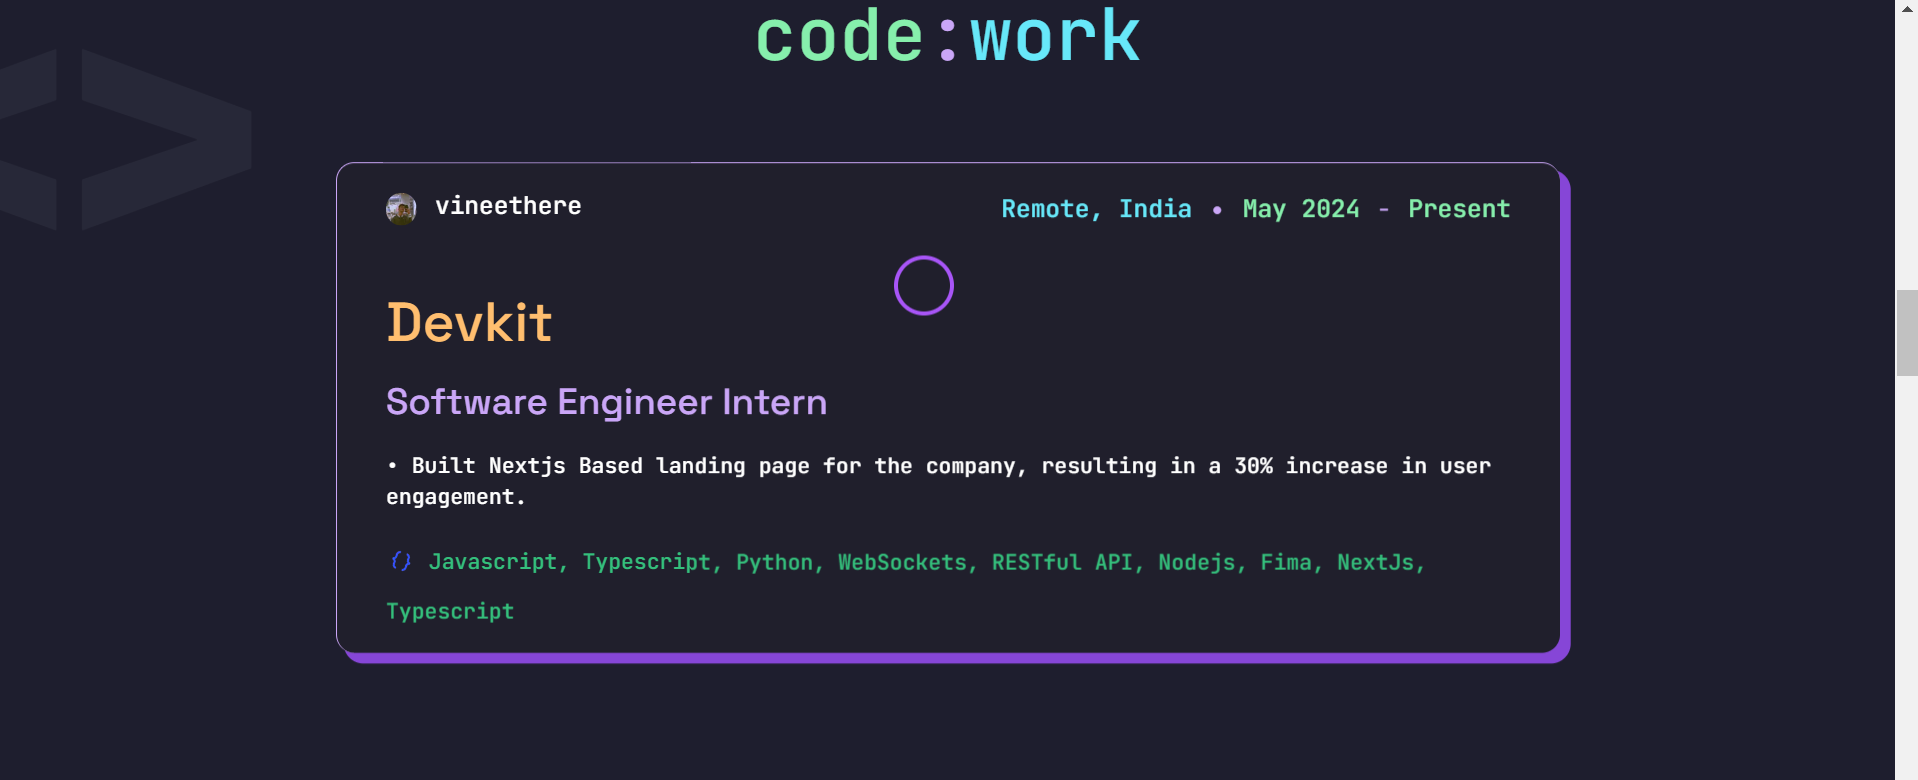 code:work
vineethere
Remote, India • May 2024 - Present
Devkit
Software Engineer Intern
• Built Nextjs Based landing page for the company, resulting in a 30% increase in user
engagement.
{} Javascript, Typescript, Python, WebSockets, RESTful API, Nodejs, Fima, NextJs,
Typescript